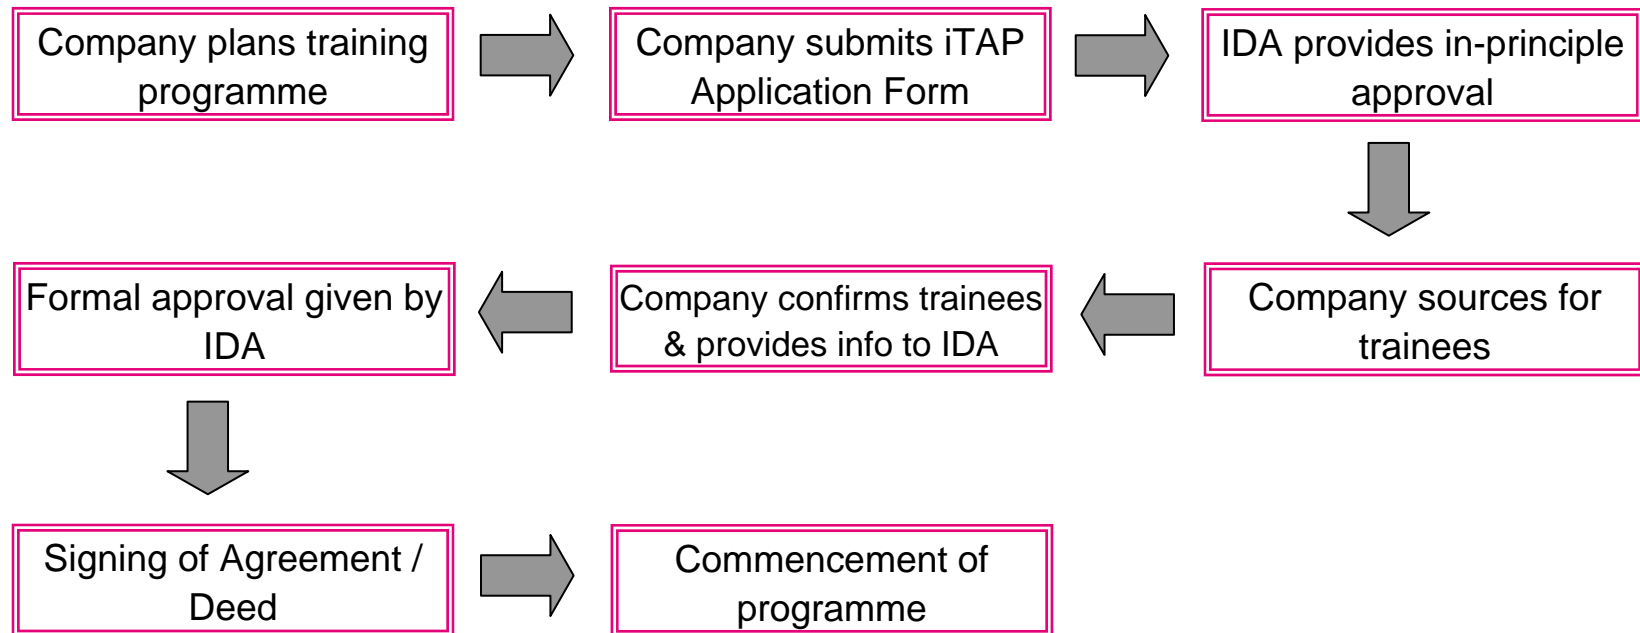 Company plans training
programme
Company submits iTAP
Application Form
IDA provides in-principle
approval
Company sources for
trainees
Company confirms trainees
& provides info to IDA
Formal approval given by
IDA
Signing of Agreement /
Deed
Commencement of
programme